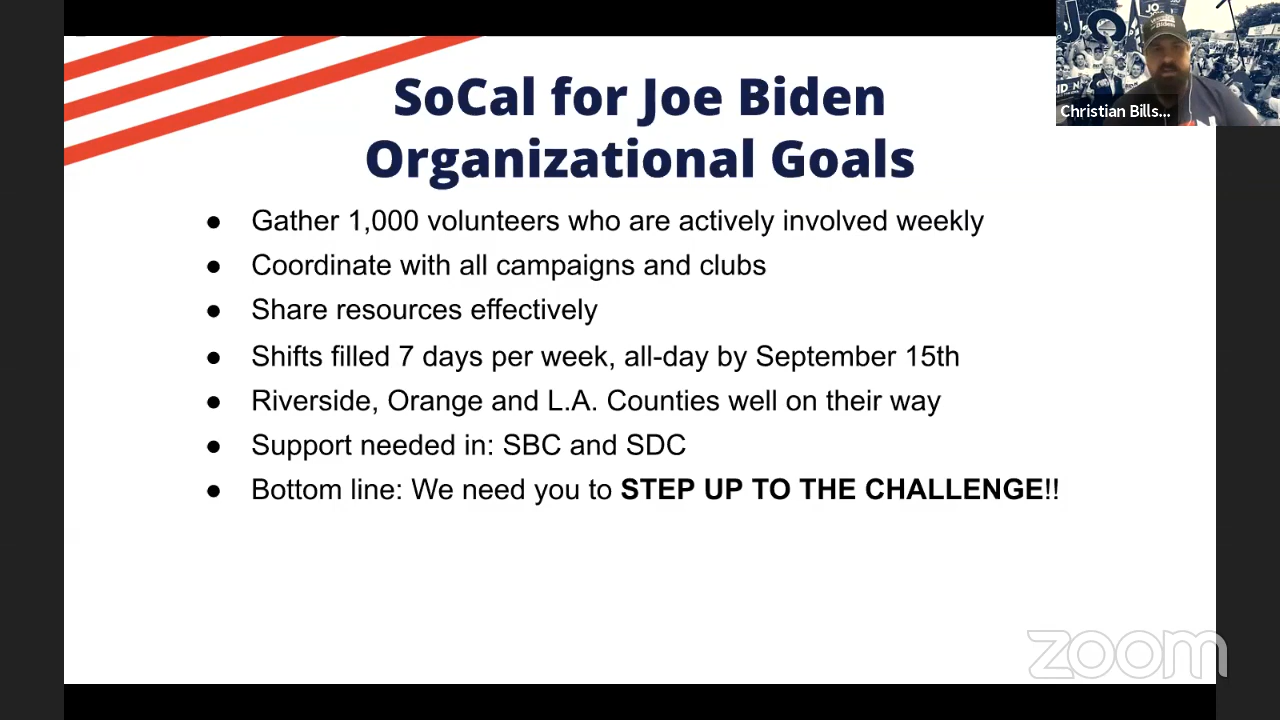 SoCal for Joe Biden
Organizational Goals
● Gather 1,000 volunteers who are actively involved weekly
● Coordinate with all campaigns and clubs
● Share resources effectively
● Shifts filled 7 days per week, all-day by September 15th
● Riverside, Orange and L.A. Counties well on their way
● Support needed in: SBC and SDC
● Bottom line: We need you to STEP UP TO THE CHALLENGE!!
JO
Christian Bills...
zoom